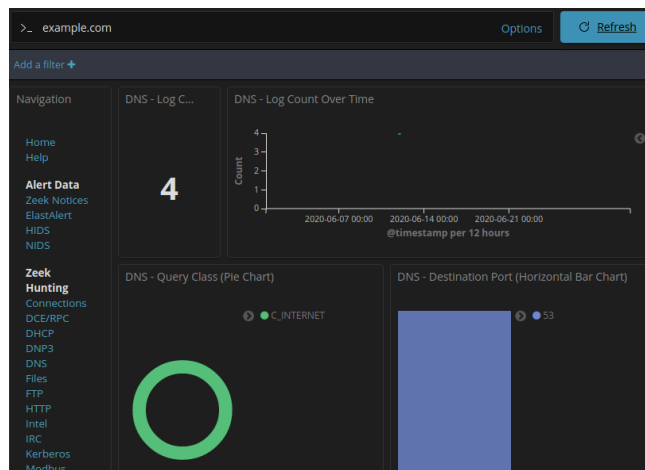 >_ example.com
Options
Refresh
Add a filter +
Navigation
Home
Help
Alert Data
Zeek Notices
ElastAlert
HIDS
NIDS
Zeek
Hunting
Connections
DCE/RPC
DHCP
DNP3
DNS
Files
FTP
HTTP
Intel
IRC
Kerberos
Modbus
DNS - Log C...
4
DNS - Log Count Over Time
Count
4
3
2
1
0
2020-06-07 00:00 2020-06-14 00:00 2020-06-21 00:00
@timestamp per 12 hours
DNS - Query Class (Pie Chart)
C_INTERNET
DNS - Destination Port (Horizontal Bar Chart)
53